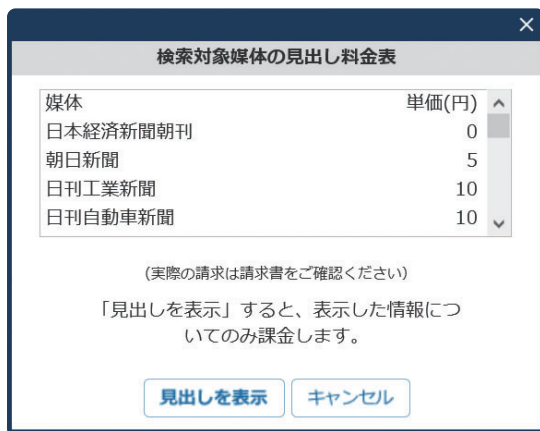 検索対象媒体の見出し料金表
媒体 単価(円)
日本経済新聞朝刊 0
朝日新聞 5
日刊工業新聞 10
日刊自動車新聞 10
(実際の請求は請求書をご確認ください)
「見出しを表示」すると、表示した情報につ
いてのみ課金します。
見出しを表示 キャンセル